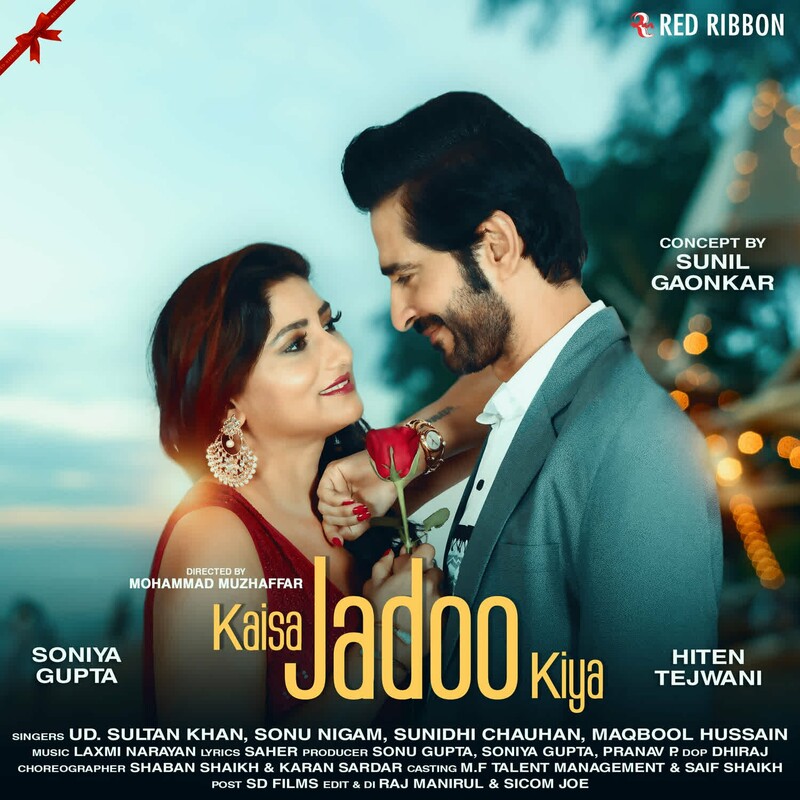 RED RIBBON
CONCEPT BY
SUNIL
GAONKAR
DIRECTED BY
MOHAMMAD MUZHAFFAR
Kaisa Jadoo Kiya
SONIYA
GUPTA
HITEN
TEJWANI
SINGERS UD. SULTAN KHAN, SONU NIGAM, SUNIDHI CHAUHAN, MAQBOOL HUSSAIN
MUSIC LAXMI NARAYAN LYRICS SAHER PRODUCER SONU GUPTA, SONIYA GUPTA, PRANAV P. DOP DHIRAJ
CHOREOGRAPHER SHABAN SHAIKH & KARAN SARDAR CASTING M.F TALENT MANAGEMENT & SAIF SHAIKH
POST SD FILMS EDIT & DI RAJ MANIRUL & SICOM JOE